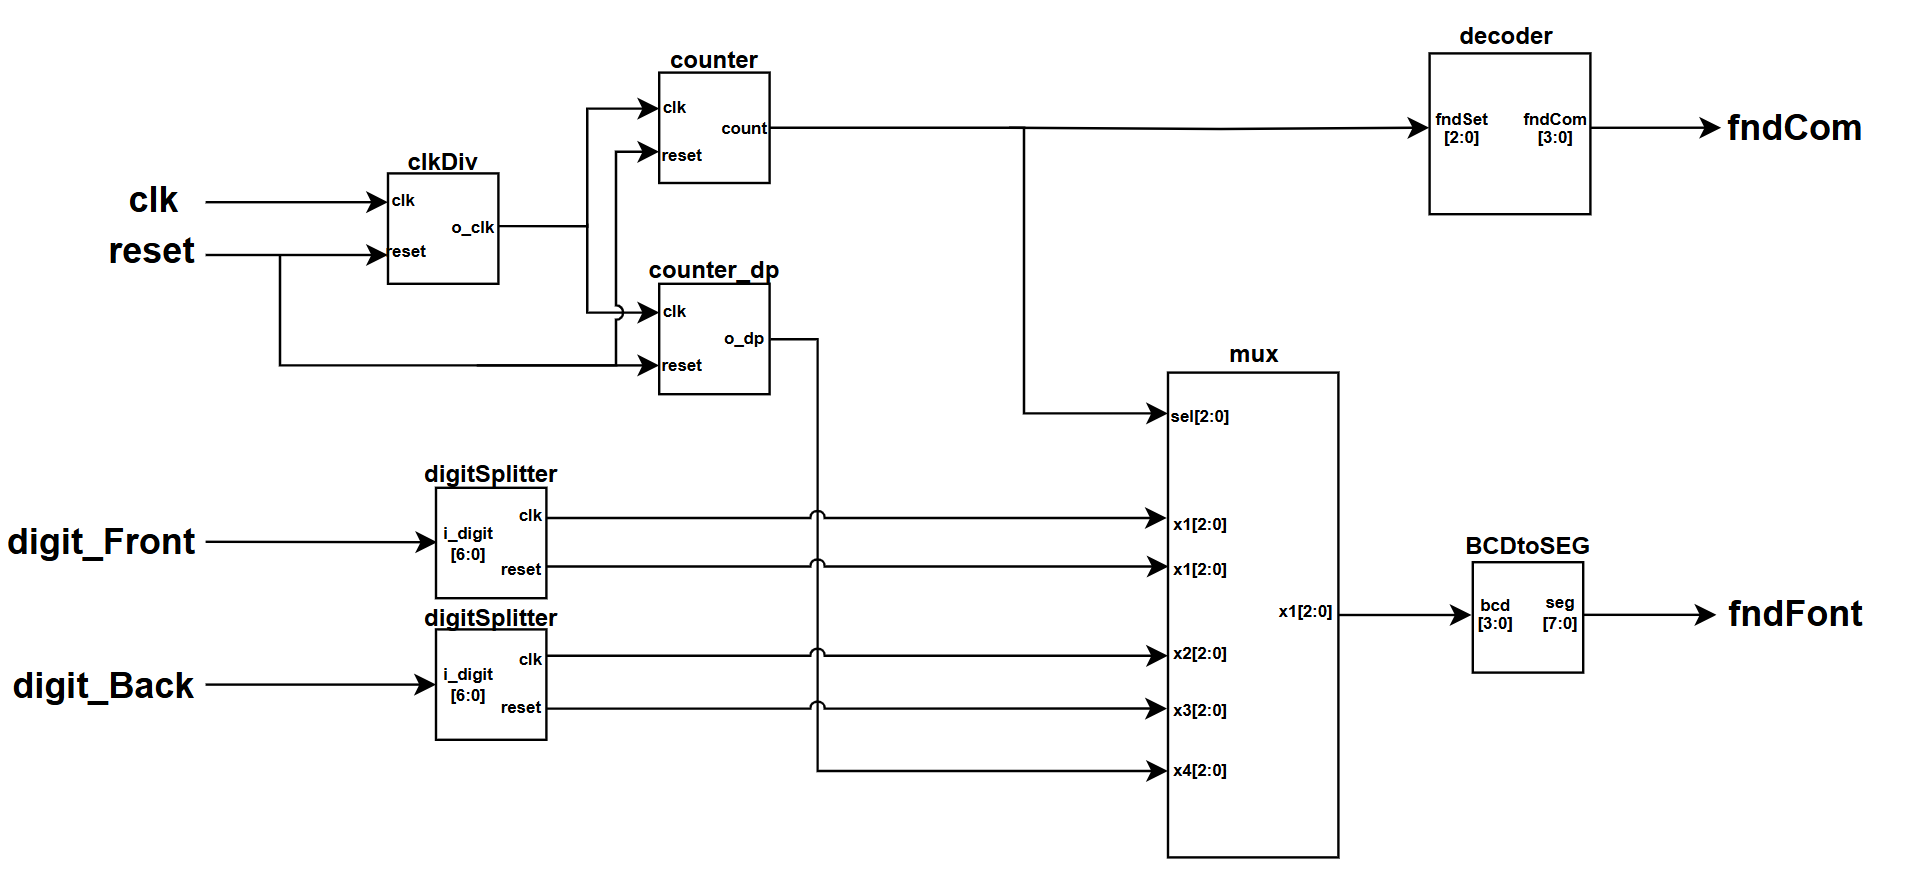 decoder
counter
clk
count
reset
fndSet
[2:0]
fndCom
[3:0]
fndCom
clkDiv
clk
reset
clk
o_clk
reset
counter_dp
clk
o_dp
reset
mux
sel[2:0]
x1[2:0]
x1[2:0]
x2[2:0]
x3[2:0]
x4[2:0]
x1[2:0]
digitSplitter
digit_Front
i_digit
[6:0]
clk
reset
digitSplitter
digit_Back
i_digit
[6:0]
clk
reset
BCDtoSEG
bcd
[3:0]
seg
[7:0]
fndFont